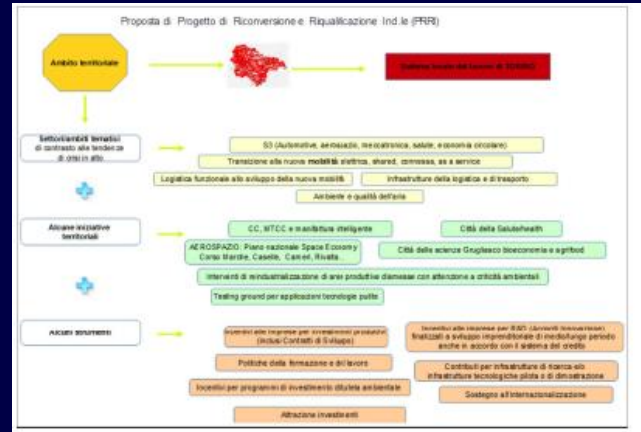 Proposta di Progetto di Riconversione e Riqualificazione Ind.le (PRRI)
Ambito territoriale
Sistema locale del lavoro di TORINO
Settori/ambiti tematici
di contrasto alle tendenze
di crisi in atto
S3 (Automotive, aerospazio, meccatronica, salute, economia circolare)
Transizione alla nuova mobilità elettrica, shared, connessa, as a service
Logistica funzionale allo sviluppo della nuova mobilità
Infrastrutture della logistica e di trasporto
Ambiente e qualità dell'aria
Alcune iniziative
territoriali
CC, MTCC e manifattura intelligente
Città della Salute/health
AEROSPAZIO: Piano nazionale Space Economy
Corso Marche, Caselle, Cameri, Rivalta...
Città delle scienze Grugliasco bioeconomia e agrifood
Interventi di reindustrializzazione di aree produttive dismesse con attenzione a criticità ambientali
Testing ground per applicazioni tecnologie pulite
Alcuni strumenti
Incentivi alle imprese per investimenti produttivi
(inclusi Contratti di Sviluppo)
Incentivi alle imprese per R&D (Accordi Innovazione)
finalizzati a sviluppo imprenditoriale di medio/lungo periodo
anche in accordo con il sistema del credito
Politiche della formazione e del lavoro
Contributi per infrastrutture di ricerca e/o
infrastrutture tecnologiche pilota o di dimostrazione
Incentivi per programmi di investimento di tutela ambientale
Sostegno all'internazionalizzazione
Attrazione investimenti